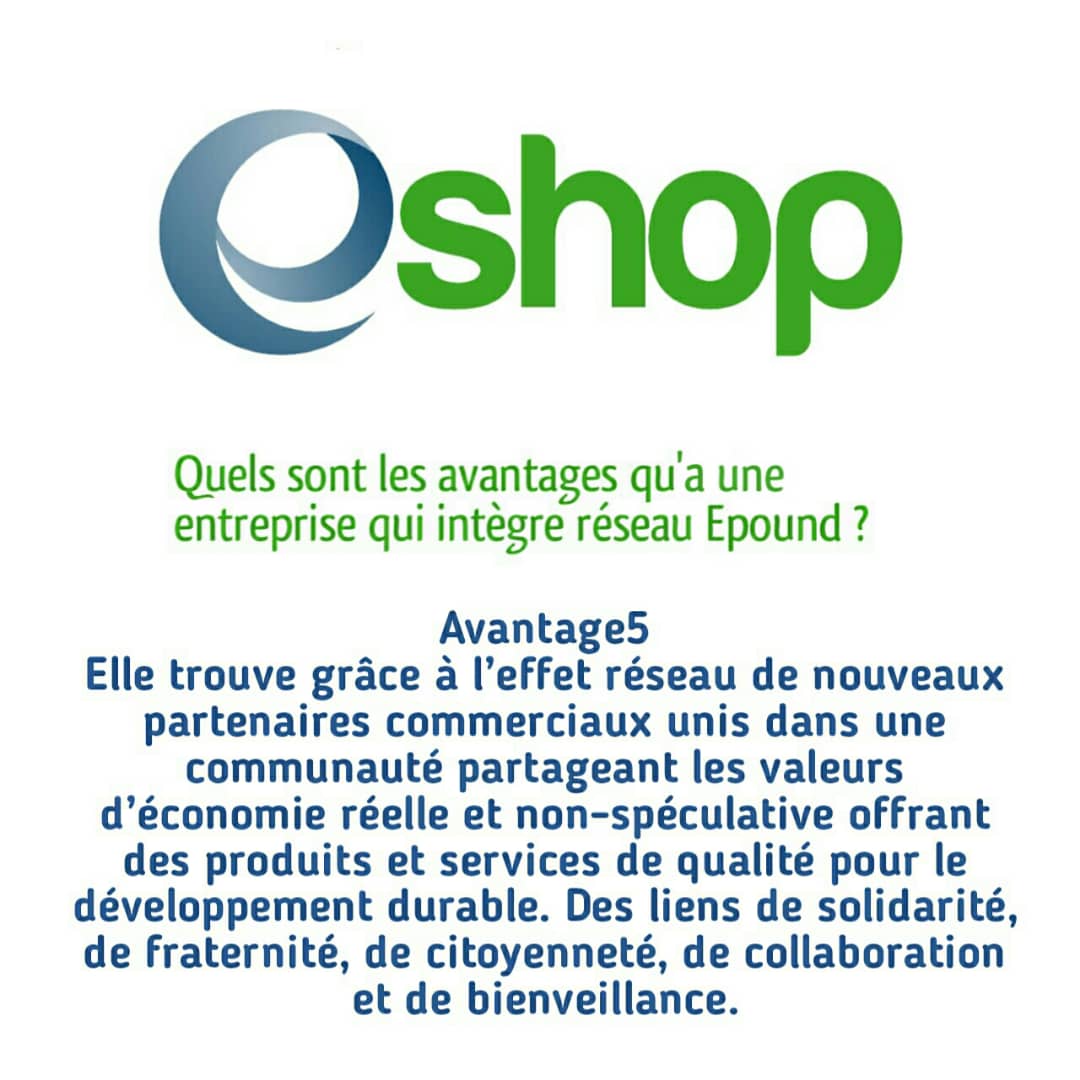 eshop
Quels sont les avantages qu'a une
entreprise qui intègre réseau Epound ?
Avantage5
Elle trouve grâce à l’effet réseau de nouveaux
partenaires commerciaux unis dans une
communauté partageant les valeurs
d’économie réelle et non-spéculative offrant
des produits et services de qualité pour le
développement durable. Des liens de solidarité,
de fraternité, de citoyenneté, de collaboration
et de bienveillance.